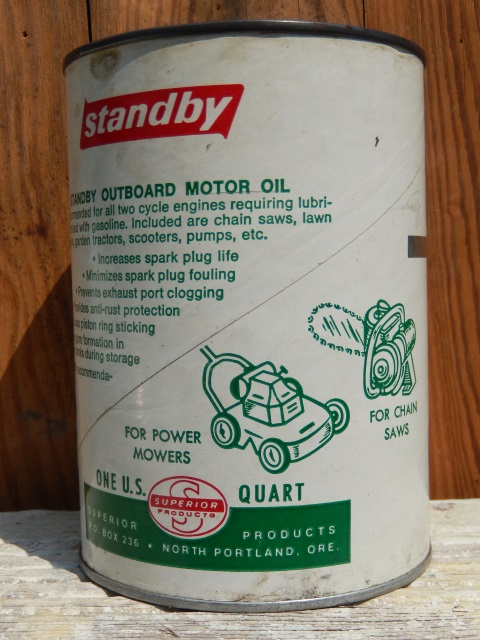 standby
STANDBY OUTBOARD MOTOR OIL
for all two cycle engines requiring lubri-
with gasoline. Included are chain saws, lawn
garden tractors, scooters, pumps, etc.
• Increases spark plug life
• Minimizes spark plug fouling
• Prevents exhaust port clogging
anti-rust protection
piston ring sticking
formation in
during storage
FOR CHAIN
SAWS
FOR POWER
MOWERS
ONE U.S. QUART
S
SUPERIOR
PRODUCTS
SUPERIOR PRODUCTS
P.O. BOX 236 • NORTH PORTLAND, ORE.